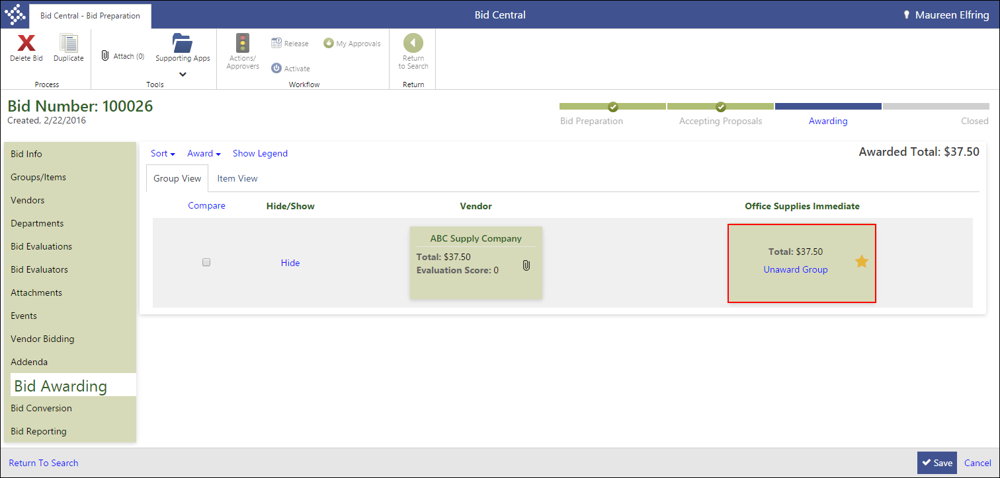 Bid Central - Bid Preparation
Bid Central
Maureen Elfring
Delete Bid
Duplicate
Process
Attach (0)
Supporting Apps
Tools
Actions/
Approvers
Release
My Approvals
Activate
Workflow
Return
to Search
Return
Bid Number: 100026
Created, 2/22/2016
Bid Preparation
Accepting Proposals
Awarding
Closed
Bid Info
Groups/Items
Vendors
Departments
Bid Evaluations
Bid Evaluators
Attachments
Events
Vendor Bidding
Addenda
Bid Awarding
Bid Conversion
Bid Reporting
Sort
Award
Show Legend
Awarded Total: $37.50
Group View
Item View
Compare
Hide/Show
Vendor
Office Supplies Immediate
Hide
ABC Supply Company
Total: $37.50
Evaluation Score: 0
Total: $37.50
Unaward Group
Return To Search
Save
Cancel